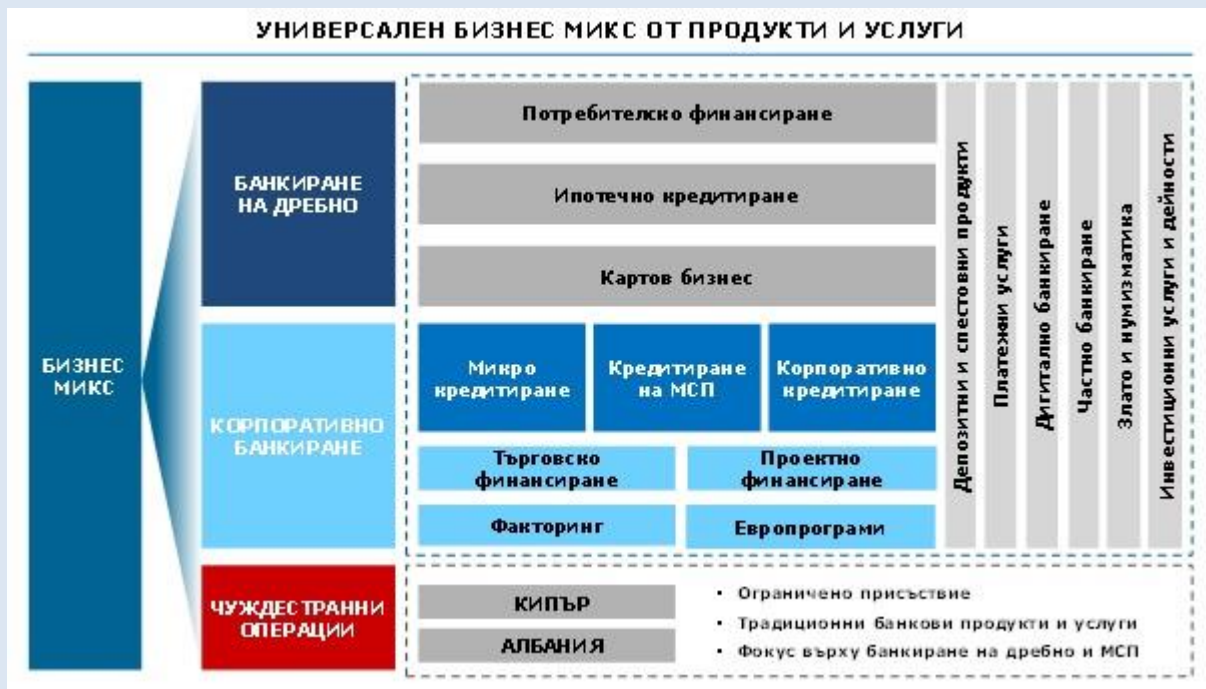 УНИВЕРСАЛЕН БИЗНЕС МИКС ОТ ПРОДУКТИ И УСЛУГИ
БИЗНЕС
МИКС
БАНКИРАНЕ
НА ДРЕБНО
Потребителско финансиране
Ипотечно кредитиране
Картов бизнес
КОРПОРАТИВНО
БАНКИРАНЕ
Микро
кредитиране
Кредитиране
на МСП
Корпоративно
кредитиране
Търговско
финансиране
Проектно
финансиране
Факторинг
Европрограми
Депозитни и спестовни продукти
Платежни услуги
Дигитално банкиране
Частно банкиране
Злато и нумизматика
Инвестиционни услуги и дейности
ЧУЖДЕСТРАННИ
ОПЕРАЦИИ
КИПЪР
АЛБАНИЯ
• Ограничено присъствие
• Традиционни банкови продукти и услуги
• Фокус върху банкиране на дребно и МСП